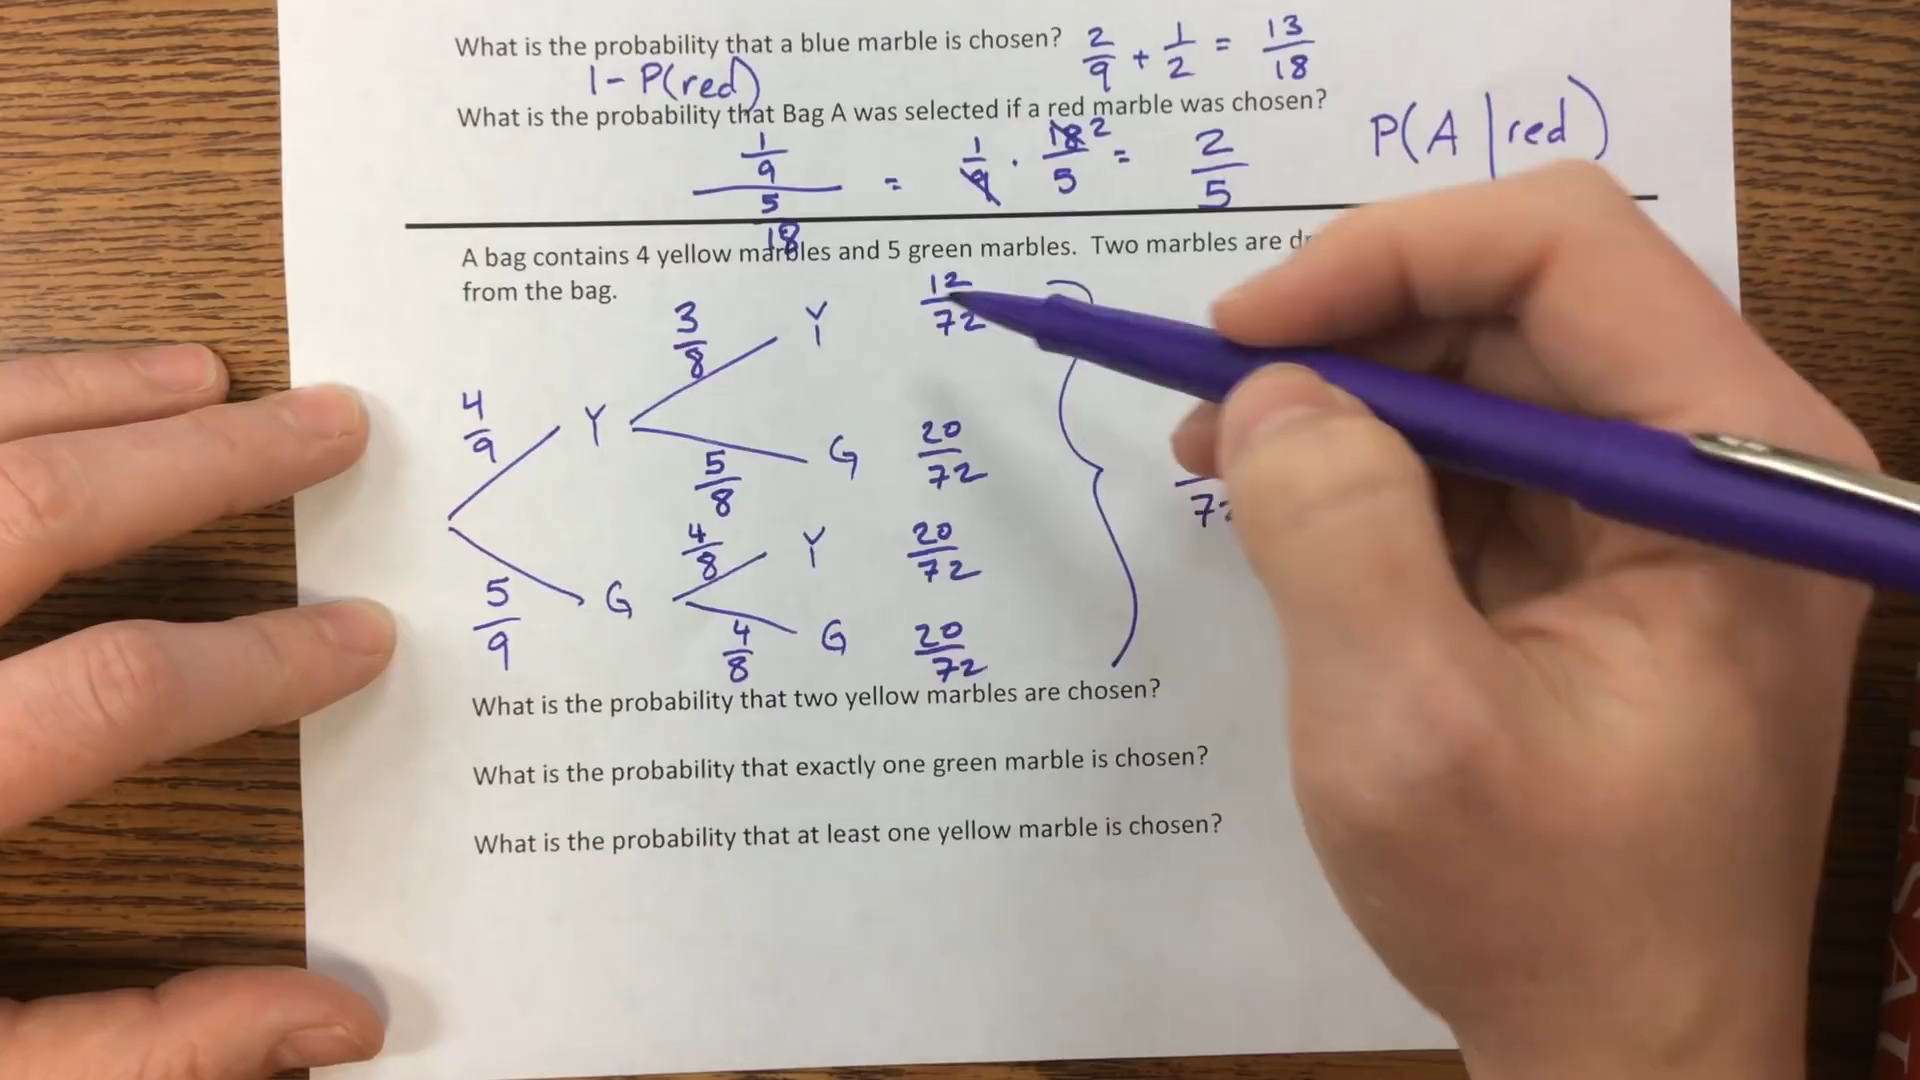 What is the probability that a blue marble is chosen? 2/9 + 1/2 = 13/18
1 - P(red)
What is the probability that Bag A was selected if a red marble was chosen? P(A | red)
1/9 / 5/18 = 1/9 · 18/5 2 = 2/5
A bag contains 4 yellow marbles and 5 green marbles. Two marbles are
from the bag.
3/8 Y 12/72
4/9 Y
5/8 G 20/72
4/8 Y 20/72
5/9 G
4/8 G 20/72
What is the probability that two yellow marbles are chosen?
What is the probability that exactly one green marble is chosen?
What is the probability that at least one yellow marble is chosen?